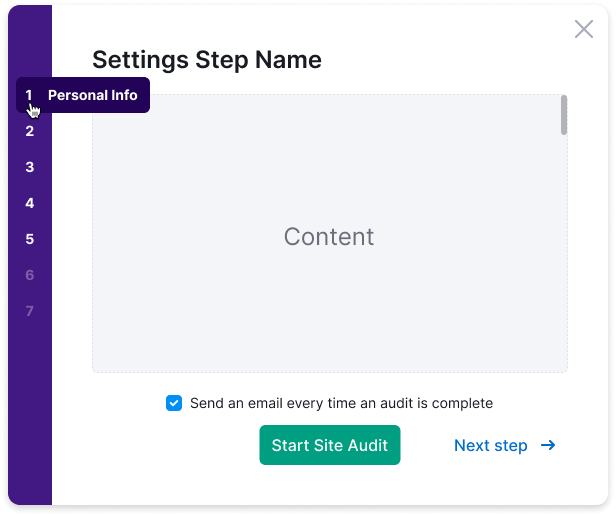 Settings Step Name
1 Personal Info
2
3
4
5
6
7
Content
Send an email every time an audit is complete
Start Site Audit
Next step